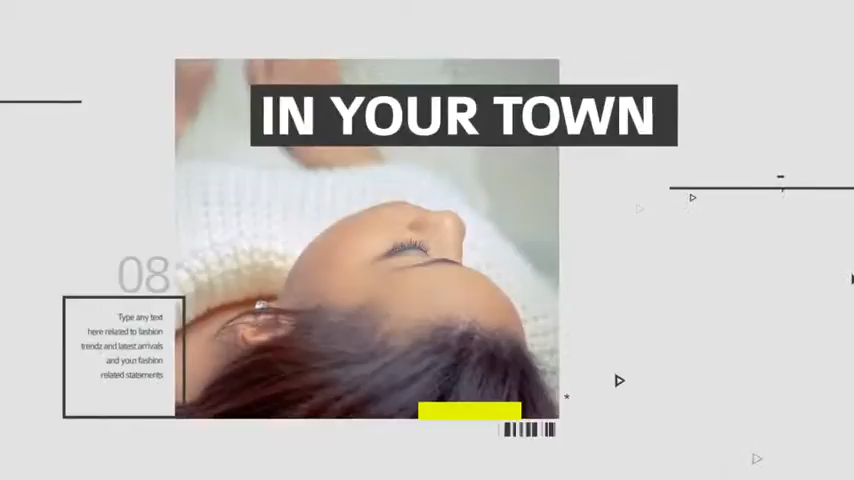 IN YOUR TOWN
08
Type any text
here related to fashion
trendz and latest arrivals
and your fashion
related statements